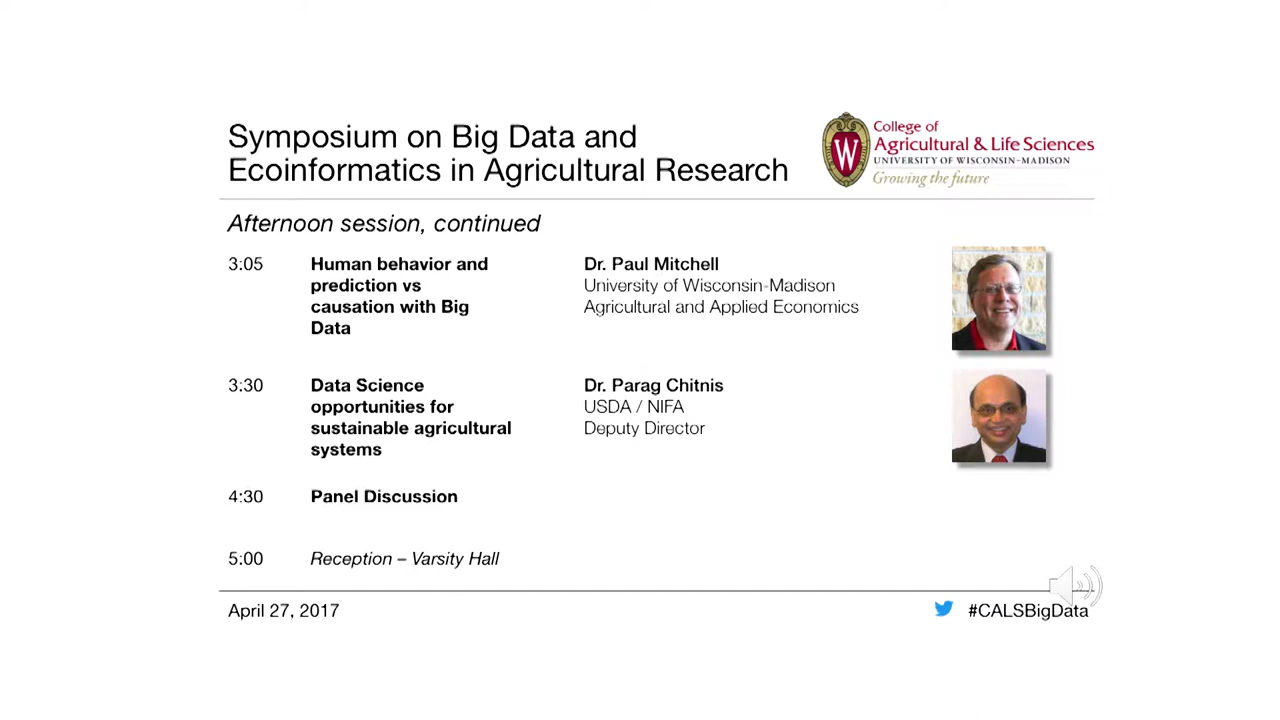 Symposium on Big Data and
Ecoinformatics in Agricultural Research
College of
Agricultural & Life Sciences
UNIVERSITY OF WISCONSIN–MADISON
Growing the future
W
Afternoon session, continued
3:05
Human behavior and
prediction vs
causation with Big
Data
Dr. Paul Mitchell
University of Wisconsin-Madison
Agricultural and Applied Economics
3:30
Data Science
opportunities for
sustainable agricultural
systems
Dr. Parag Chitnis
USDA / NIFA
Deputy Director
4:30
Panel Discussion
5:00
Reception – Varsity Hall
April 27, 2017
#CALSBigData